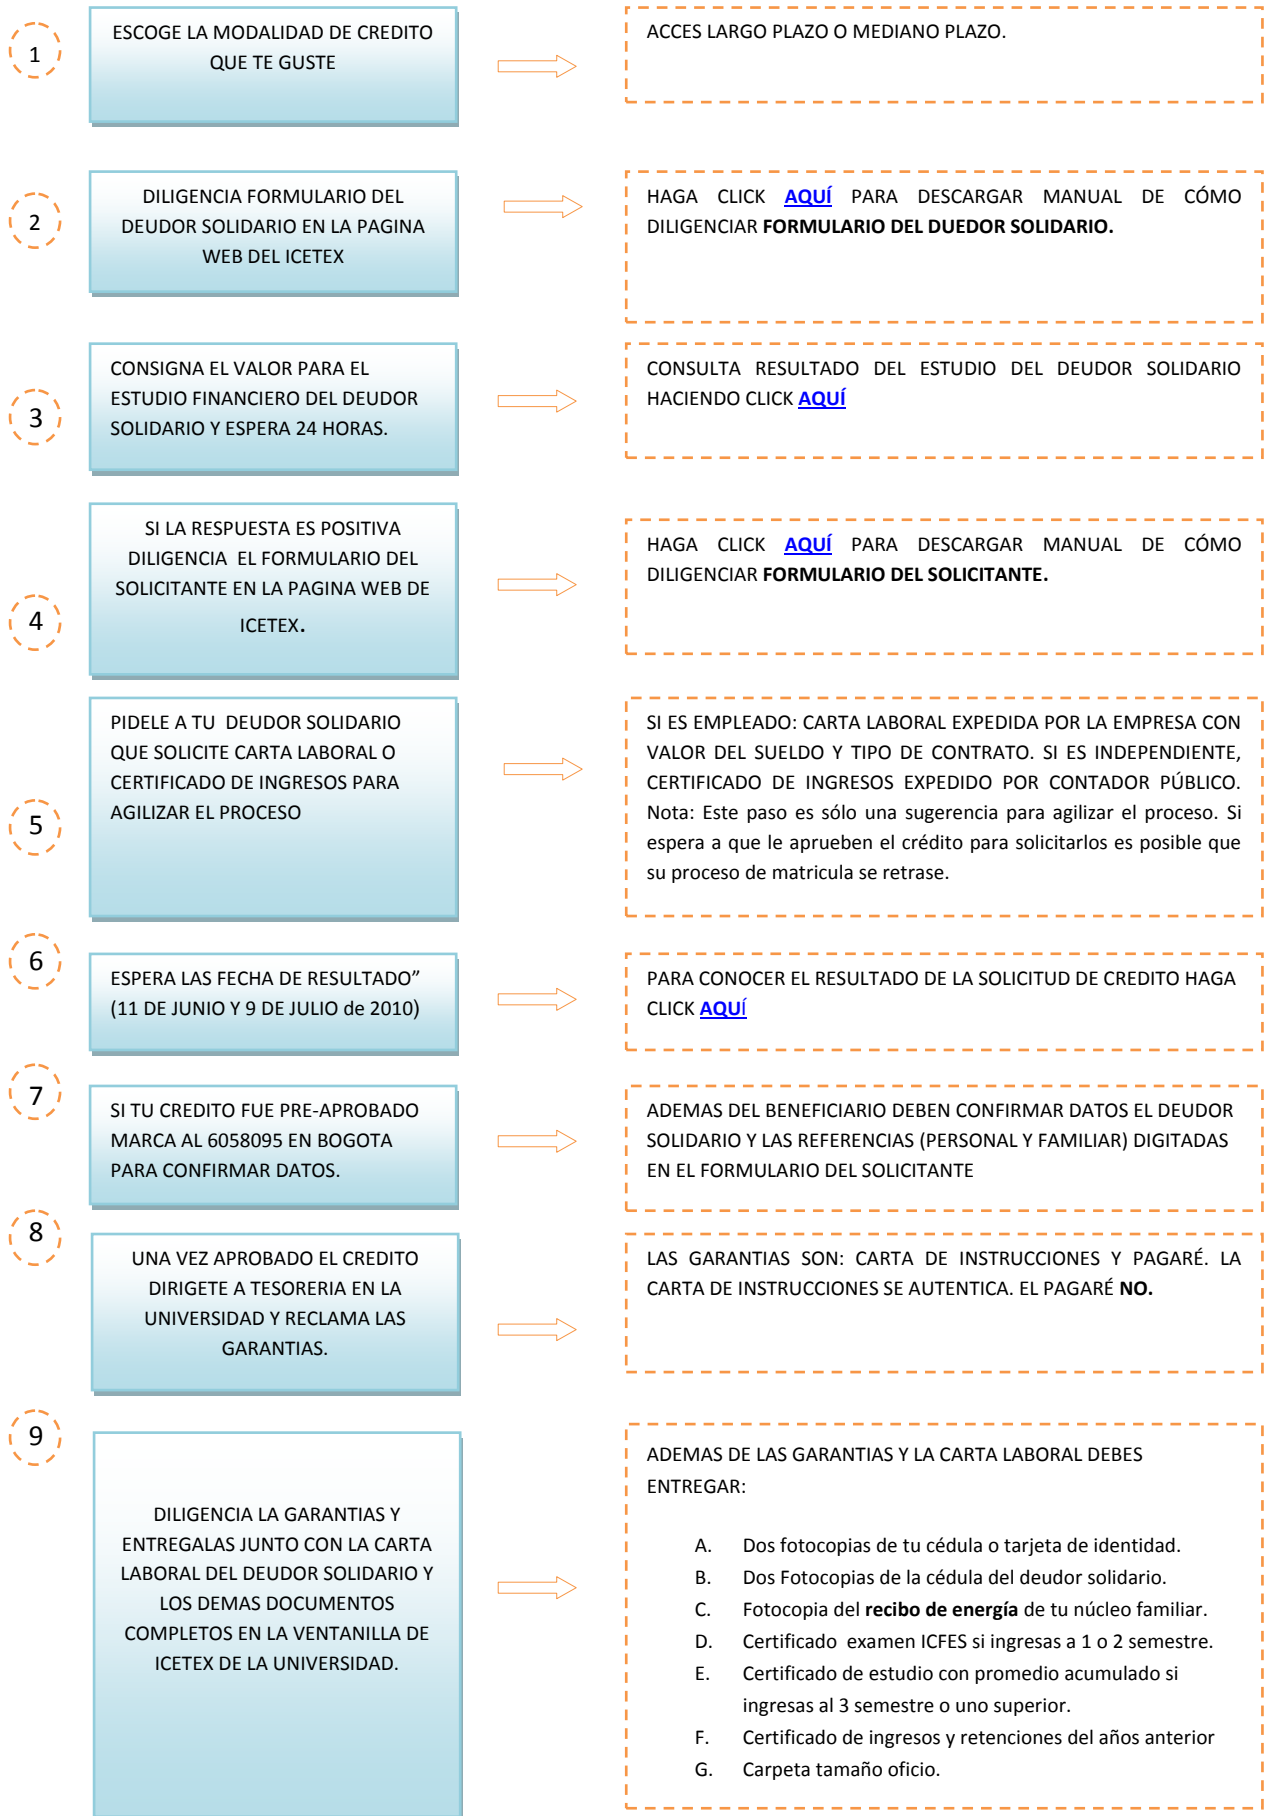 1
ESCOGE LA MODALIDAD DE CREDITO
QUE TE GUSTE
ACCES LARGO PLAZO O MEDIANO PLAZO.
2
DILIGENCIA FORMULARIO DEL
DEUDOR SOLIDARIO EN LA PAGINA
WEB DEL ICETEX
HAGA CLICK AQUÍ PARA DESCARGAR MANUAL DE CÓMO
DILIGENCIAR FORMULARIO DEL DUEDOR SOLIDARIO.
3
CONSIGNA EL VALOR PARA EL
ESTUDIO FINANCIERO DEL DEUDOR
SOLIDARIO Y ESPERA 24 HORAS.
CONSULTA RESULTADO DEL ESTUDIO DEL DEUDOR SOLIDARIO
HACIENDO CLICK AQUÍ
4
SI LA RESPUESTA ES POSITIVA
DILIGENCIA EL FORMULARIO DEL
SOLICITANTE EN LA PAGINA WEB DE
ICETEX.
HAGA CLICK AQUÍ PARA DESCARGAR MANUAL DE CÓMO
DILIGENCIAR FORMULARIO DEL SOLICITANTE.
5
PIDELE A TU DEUDOR SOLIDARIO
QUE SOLICITE CARTA LABORAL O
CERTIFICADO DE INGRESOS PARA
AGILIZAR EL PROCESO
SI ES EMPLEADO: CARTA LABORAL EXPEDIDA POR LA EMPRESA CON
VALOR DEL SUELDO Y TIPO DE CONTRATO. SI ES INDEPENDIENTE,
CERTIFICADO DE INGRESOS EXPEDIDO POR CONTADOR PÚBLICO.
Nota: Este paso es sólo una sugerencia para agilizar el proceso. Si
espera a que le aprueben el crédito para solicitarlos es posible que
su proceso de matricula se retrase.
6
ESPERA LAS FECHA DE RESULTADO”
(11 DE JUNIO Y 9 DE JULIO de 2010)
PARA CONOCER EL RESULTADO DE LA SOLICITUD DE CREDITO HAGA
CLICK AQUÍ
7
SI TU CREDITO FUE PRE-APROBADO
MARCA AL 6058095 EN BOGOTA
PARA CONFIRMAR DATOS.
ADEMAS DEL BENEFICIARIO DEBEN CONFIRMAR DATOS EL DEUDOR
SOLIDARIO Y LAS REFERENCIAS (PERSONAL Y FAMILIAR) DIGITADAS
EN EL FORMULARIO DEL SOLICITANTE
8
UNA VEZ APROBADO EL CREDITO
DIRIGETE A TESORERIA EN LA
UNIVERSIDAD Y RECLAMA LAS
GARANTIAS.
LAS GARANTIAS SON: CARTA DE INSTRUCCIONES Y PAGARÉ. LA
CARTA DE INSTRUCCIONES SE AUTENTICA. EL PAGARÉ NO.
9
DILIGENCIA LA GARANTIAS Y
ENTREGALAS JUNTO CON LA CARTA
LABORAL DEL DEUDOR SOLIDARIO Y
LOS DEMAS DOCUMENTOS
COMPLETOS EN LA VENTANILLA DE
ICETEX DE LA UNIVERSIDAD.
ADEMAS DE LAS GARANTIAS Y LA CARTA LABORAL DEBES
ENTREGAR:
A. Dos fotocopias de tu cédula o tarjeta de identidad.
B. Dos Fotocopias de la cédula del deudor solidario.
C. Fotocopia del recibo de energía de tu núcleo familiar.
D. Certificado examen ICFES si ingresas a 1 o 2 semestre.
E. Certificado de estudio con promedio acumulado si
ingresas al 3 semestre o uno superior.
F. Certificado de ingresos y retenciones del años anterior
G. Carpeta tamaño oficio.